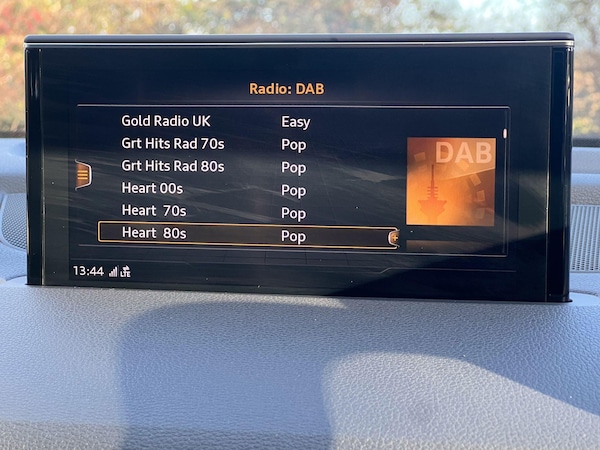 Radio: DAB
Gold Radio UK Easy
Grt Hits Rad 70s Pop
Grt Hits Rad 80s Pop
DAB
Heart 00s Pop
Heart 70s Pop
Heart 80s Pop
13:44 LTE